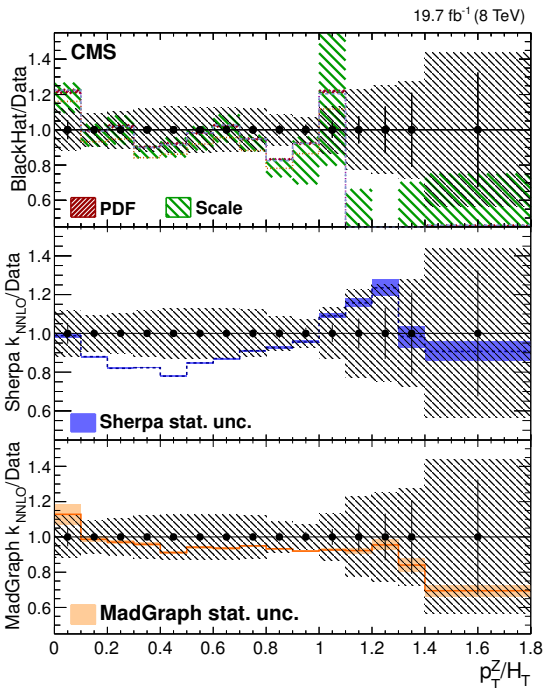 19.7 fb⁻¹ (8 TeV)
CMS
BlackHat/Data
1.4
1.2
1.0
0.8
0.6
PDF
Scale
Sherpa k_NNLO/Data
1.4
1.2
1.0
0.8
0.6
Sherpa stat. unc.
MadGraph k_NNLO/Data
1.4
1.2
1.0
0.8
0.6
MadGraph stat. unc.
0 0.2 0.4 0.6 0.8 1 1.2 1.4 1.6 1.8
p_T^Z/H_T